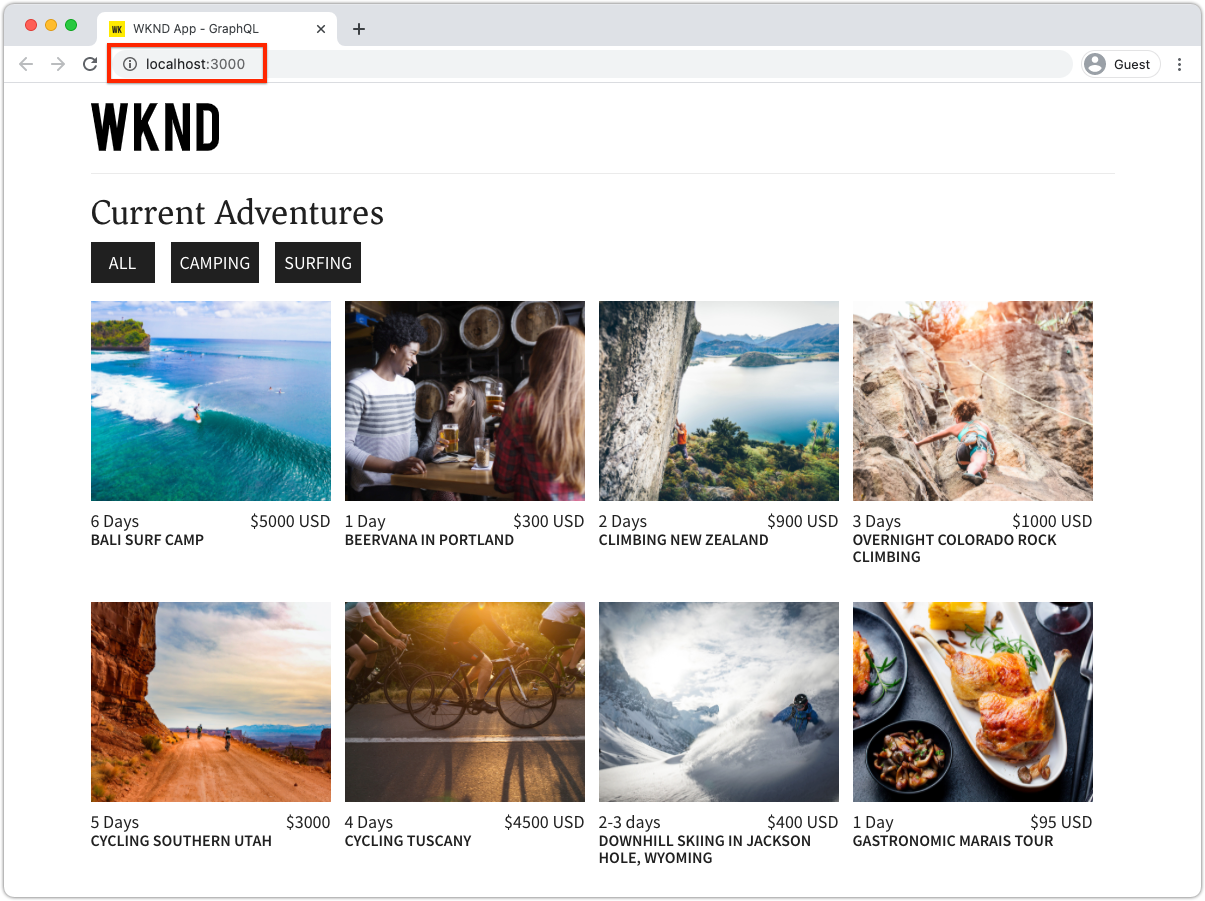 WK WKND App - GraphQL
localhost:3000
Guest
WKND
Current Adventures
ALL CAMPING SURFING
6 Days $5000 USD 1 Day $300 USD 2 Days $900 USD 3 Days $1000 USD
BALI SURF CAMP BEERVANA IN PORTLAND CLIMBING NEW ZEALAND OVERNIGHT COLORADO ROCK
CLIMBING
5 Days $3000 4 Days $4500 USD 2-3 days $400 USD 1 Day $95 USD
CYCLING SOUTHERN UTAH CYCLING TUSCANY DOWNHILL SKIING IN JACKSON GASTRONOMIC MARAIS TOUR
HOLE, WYOMING